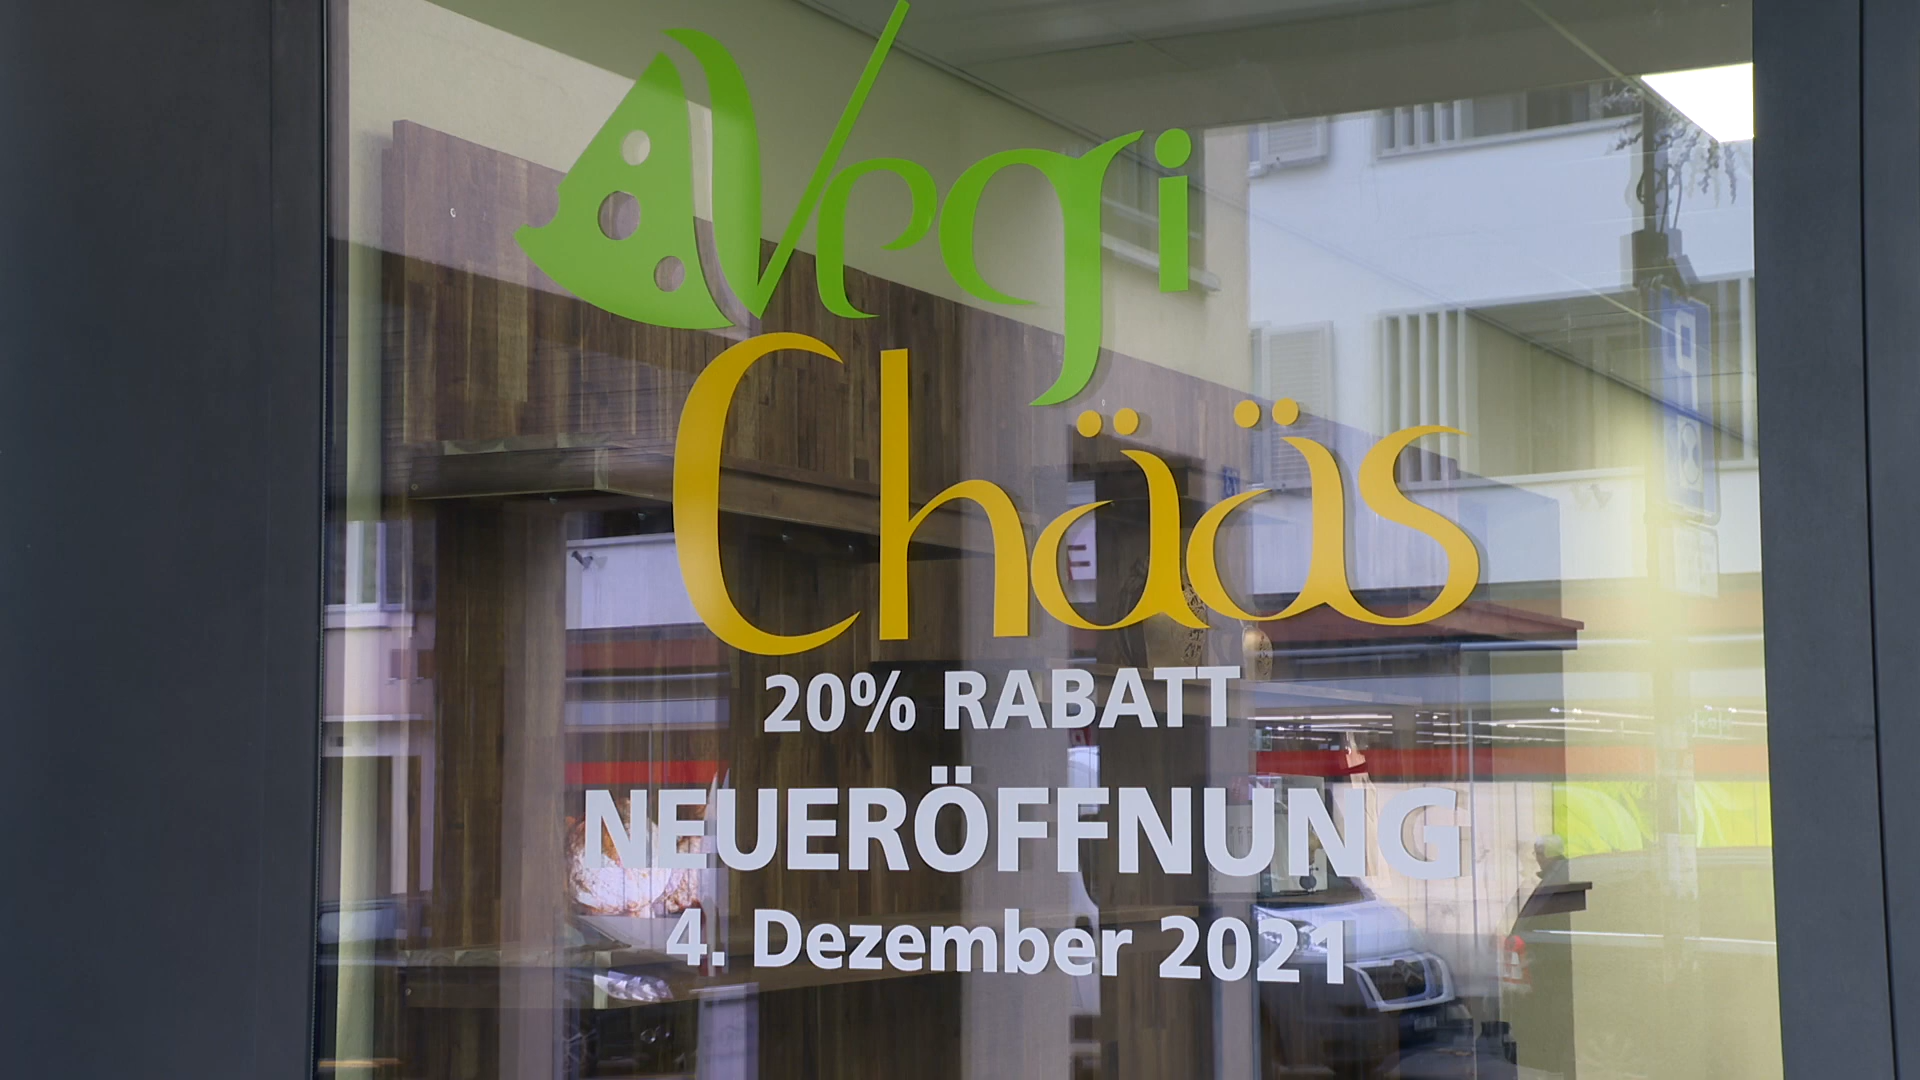 Vegi
Chääs
20% RABATT
NEUERÖFFNUNG
4. Dezember 2021